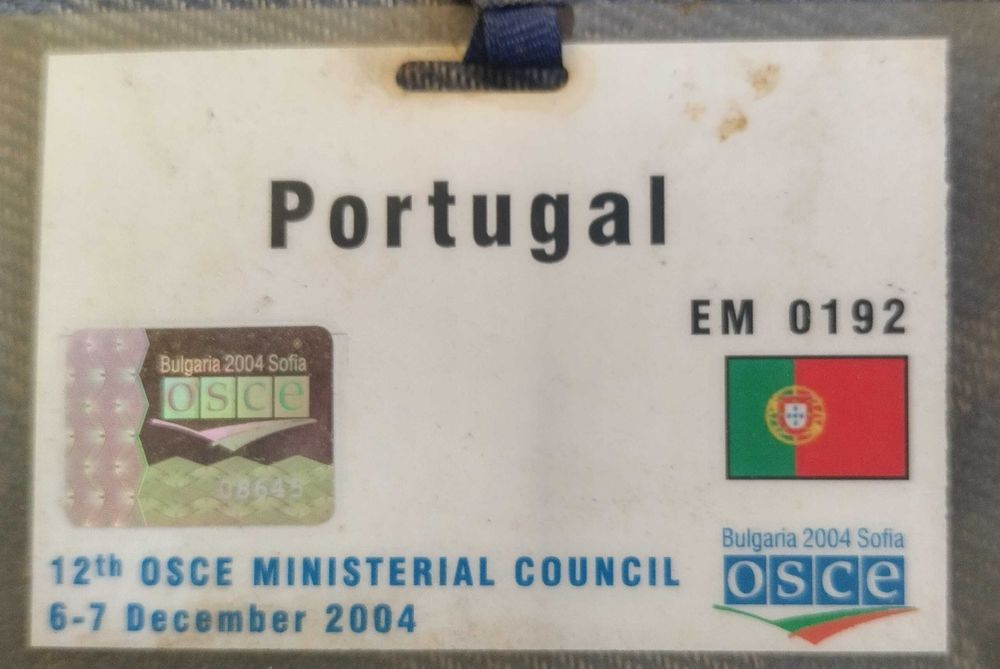 Portugal
EM 0192
Bulgaria 2004 Sofia
osce
08645
Bulgaria 2004 Sofia
osce
12th OSCE MINISTERIAL COUNCIL
6-7 December 2004